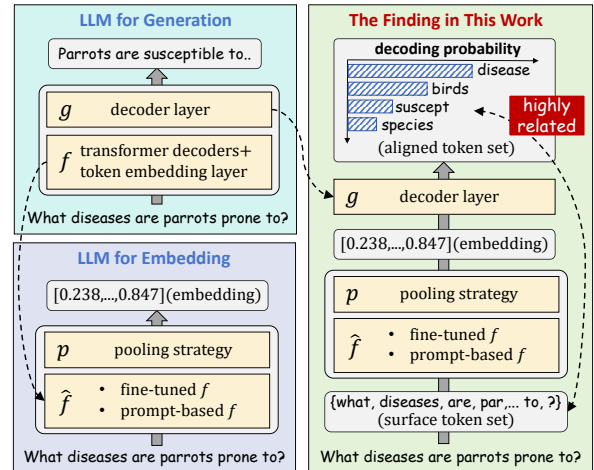 LLM for Generation
Parrots are susceptible to..
g decoder layer
f transformer decoders+
token embedding layer
What diseases are parrots prone to?
LLM for Embedding
[0.238,...,0.847](embedding)
p pooling strategy
f̂ • fine-tuned f
• prompt-based f
What diseases are parrots prone to?
The Finding in This Work
decoding probability
disease
birds
suscept
species
(aligned token set)
highly
related
g decoder layer
[0.238,...,0.847](embedding)
p pooling strategy
f̂ • fine-tuned f
• prompt-based f
{what, diseases, are, par,... to, ?}
(surface token set)
What diseases are parrots prone to?